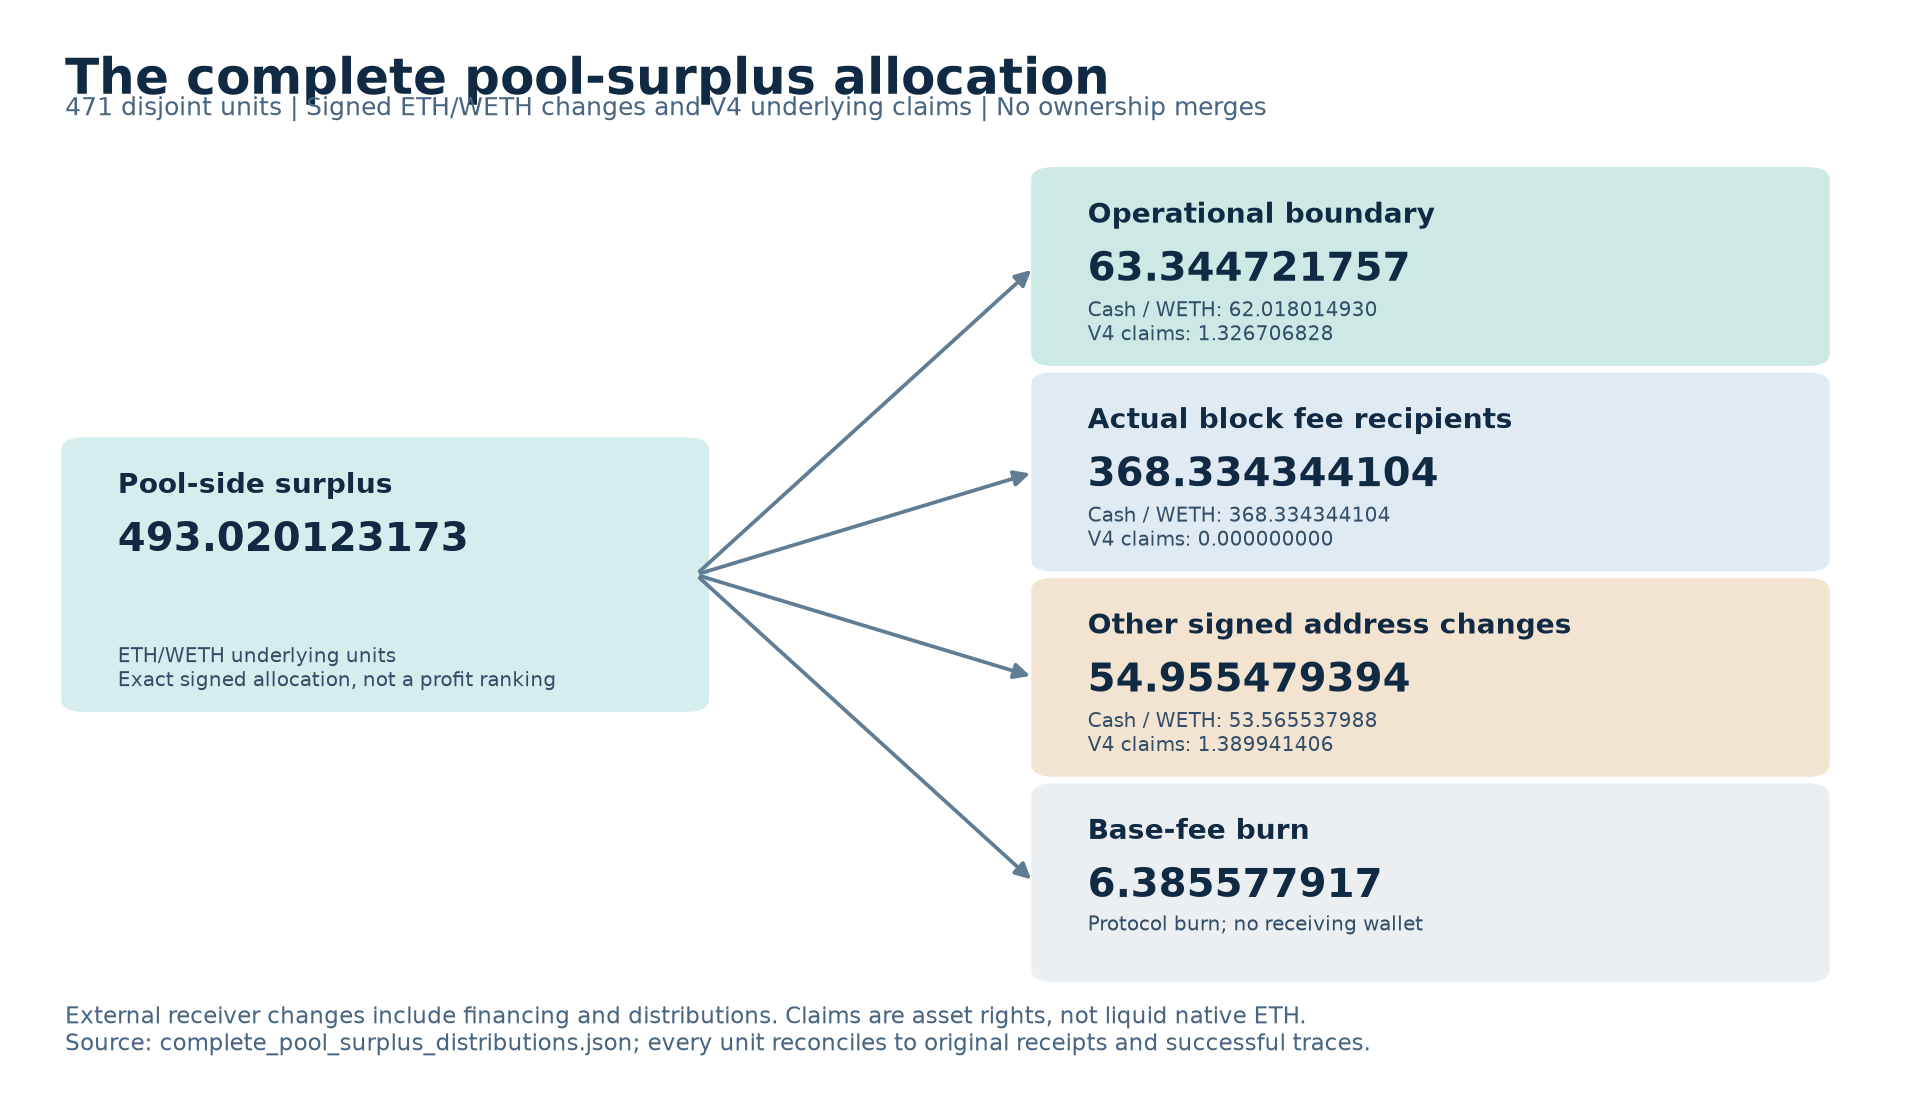 The complete pool-surplus allocation
471 disjoint units | Signed ETH/WETH changes and V4 underlying claims | No ownership merges
Pool-side surplus
493.020123173
ETH/WETH underlying units
Exact signed allocation, not a profit ranking
Operational boundary
63.344721757
Cash / WETH: 62.018014930
V4 claims: 1.326706828
Actual block fee recipients
368.334344104
Cash / WETH: 368.334344104
V4 claims: 0.000000000
Other signed address changes
54.955479394
Cash / WETH: 53.565537988
V4 claims: 1.389941406
Base-fee burn
6.385577917
Protocol burn; no receiving wallet
External receiver changes include financing and distributions. Claims are asset rights, not liquid native ETH.
Source: complete_pool_surplus_distributions.json; every unit reconciles to original receipts and successful traces.